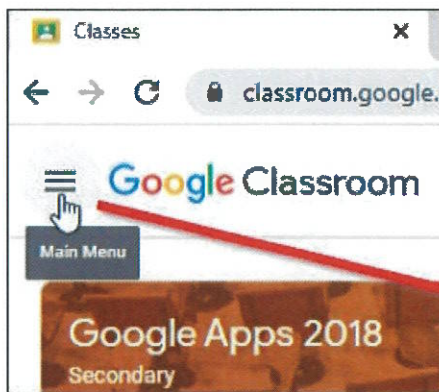 Classes
classroom.google.
Google Classroom
Main Menu
Google Apps 2018
Secondary